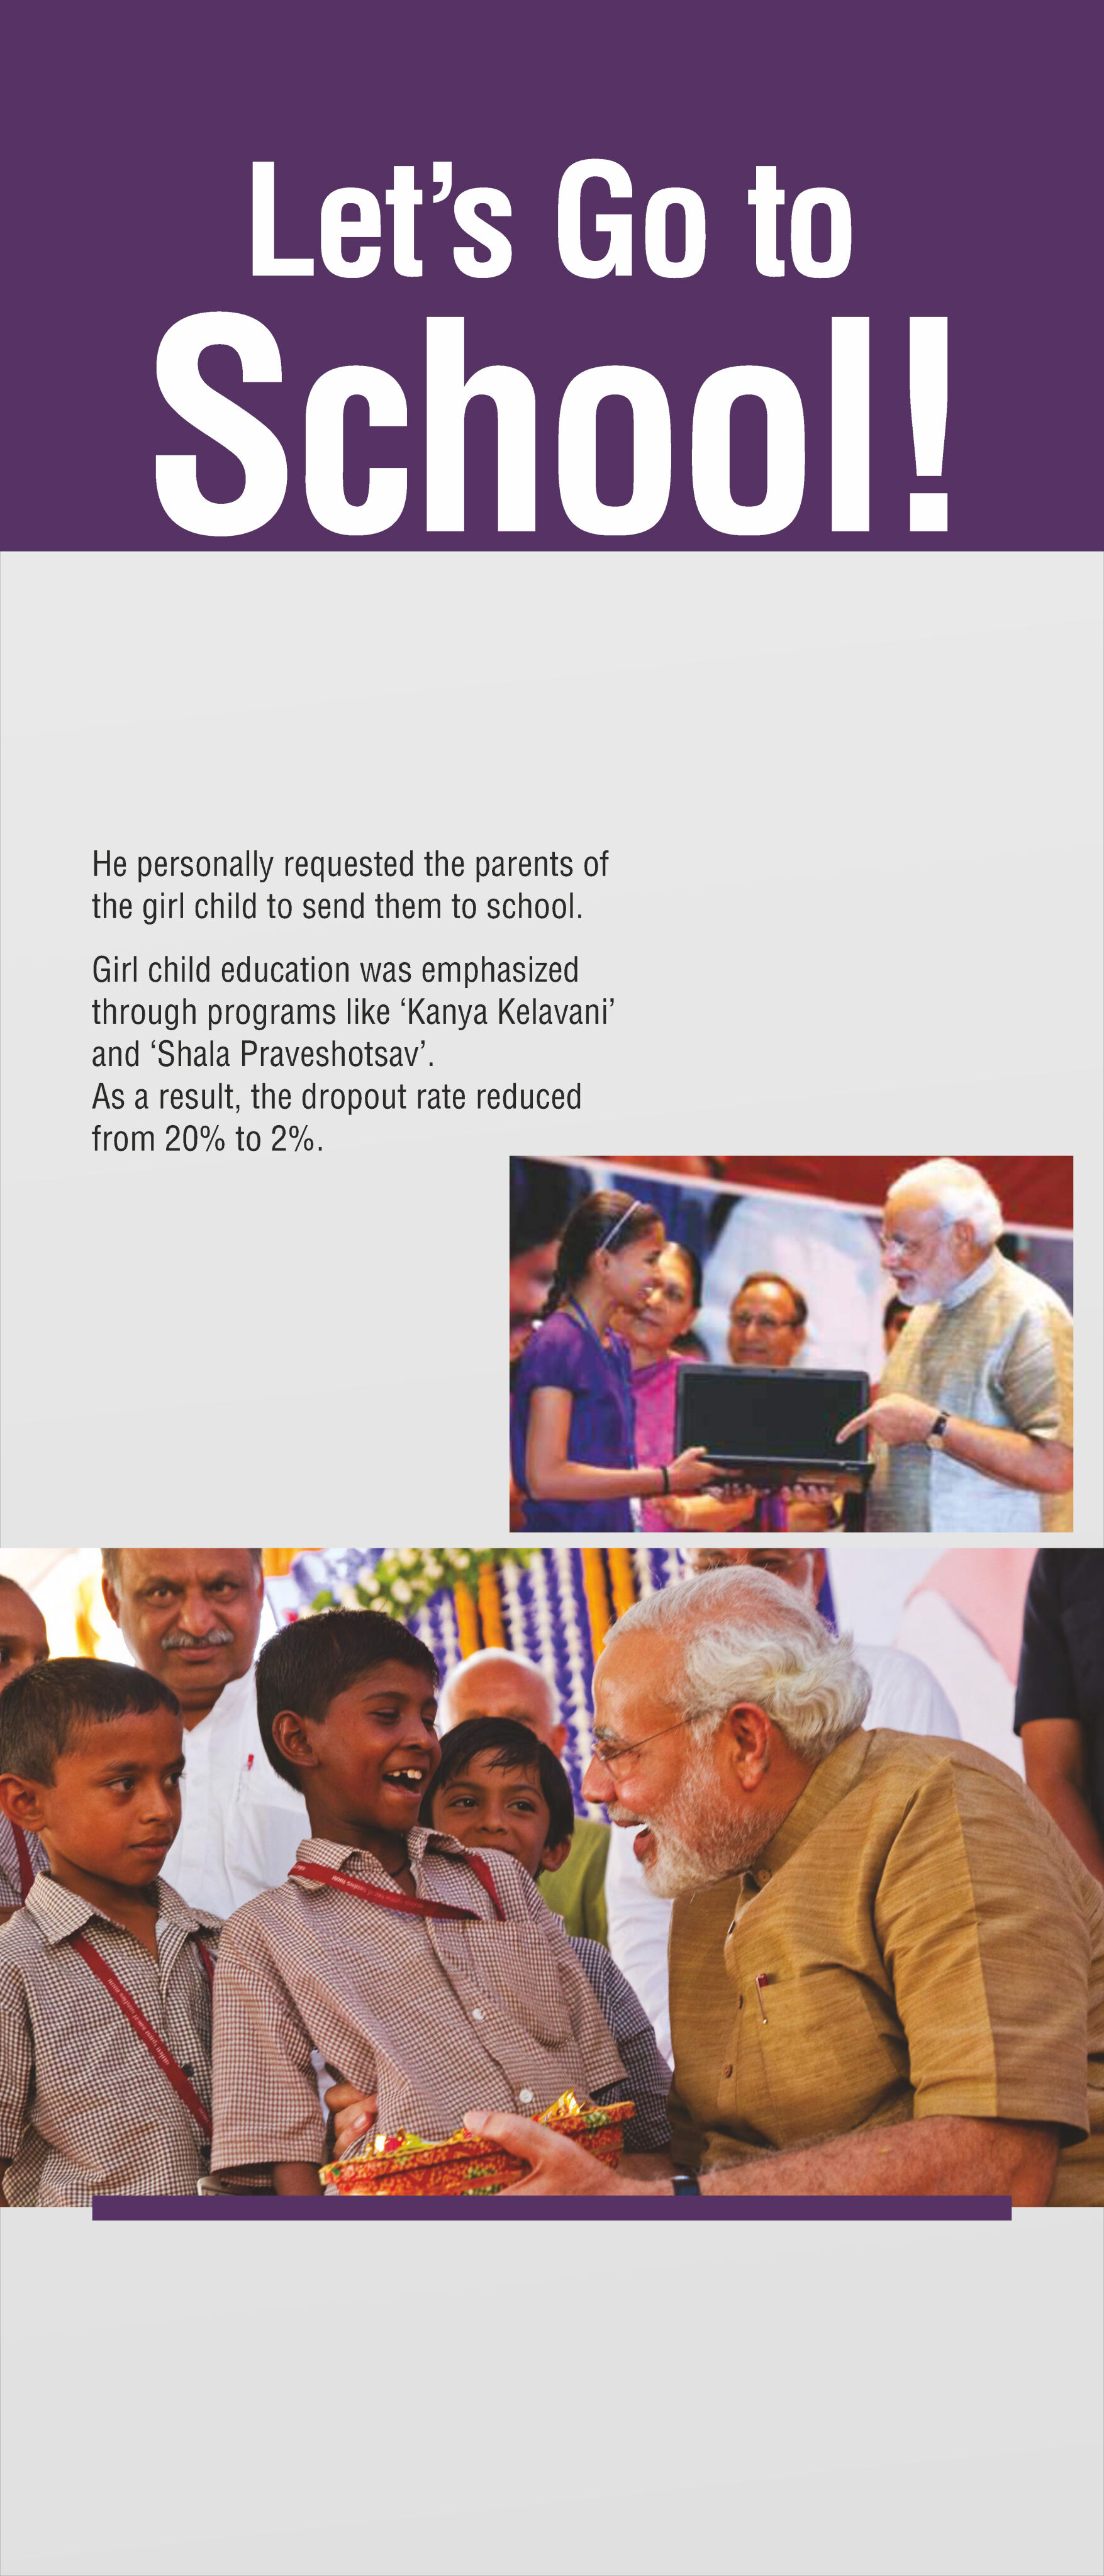 Let’s Go to
School!
He personally requested the parents of
the girl child to send them to school.
Girl child education was emphasized
through programs like ‘Kanya Kelavani’
and ‘Shala Praveshotsav’.
As a result, the dropout rate reduced
from 20% to 2%.